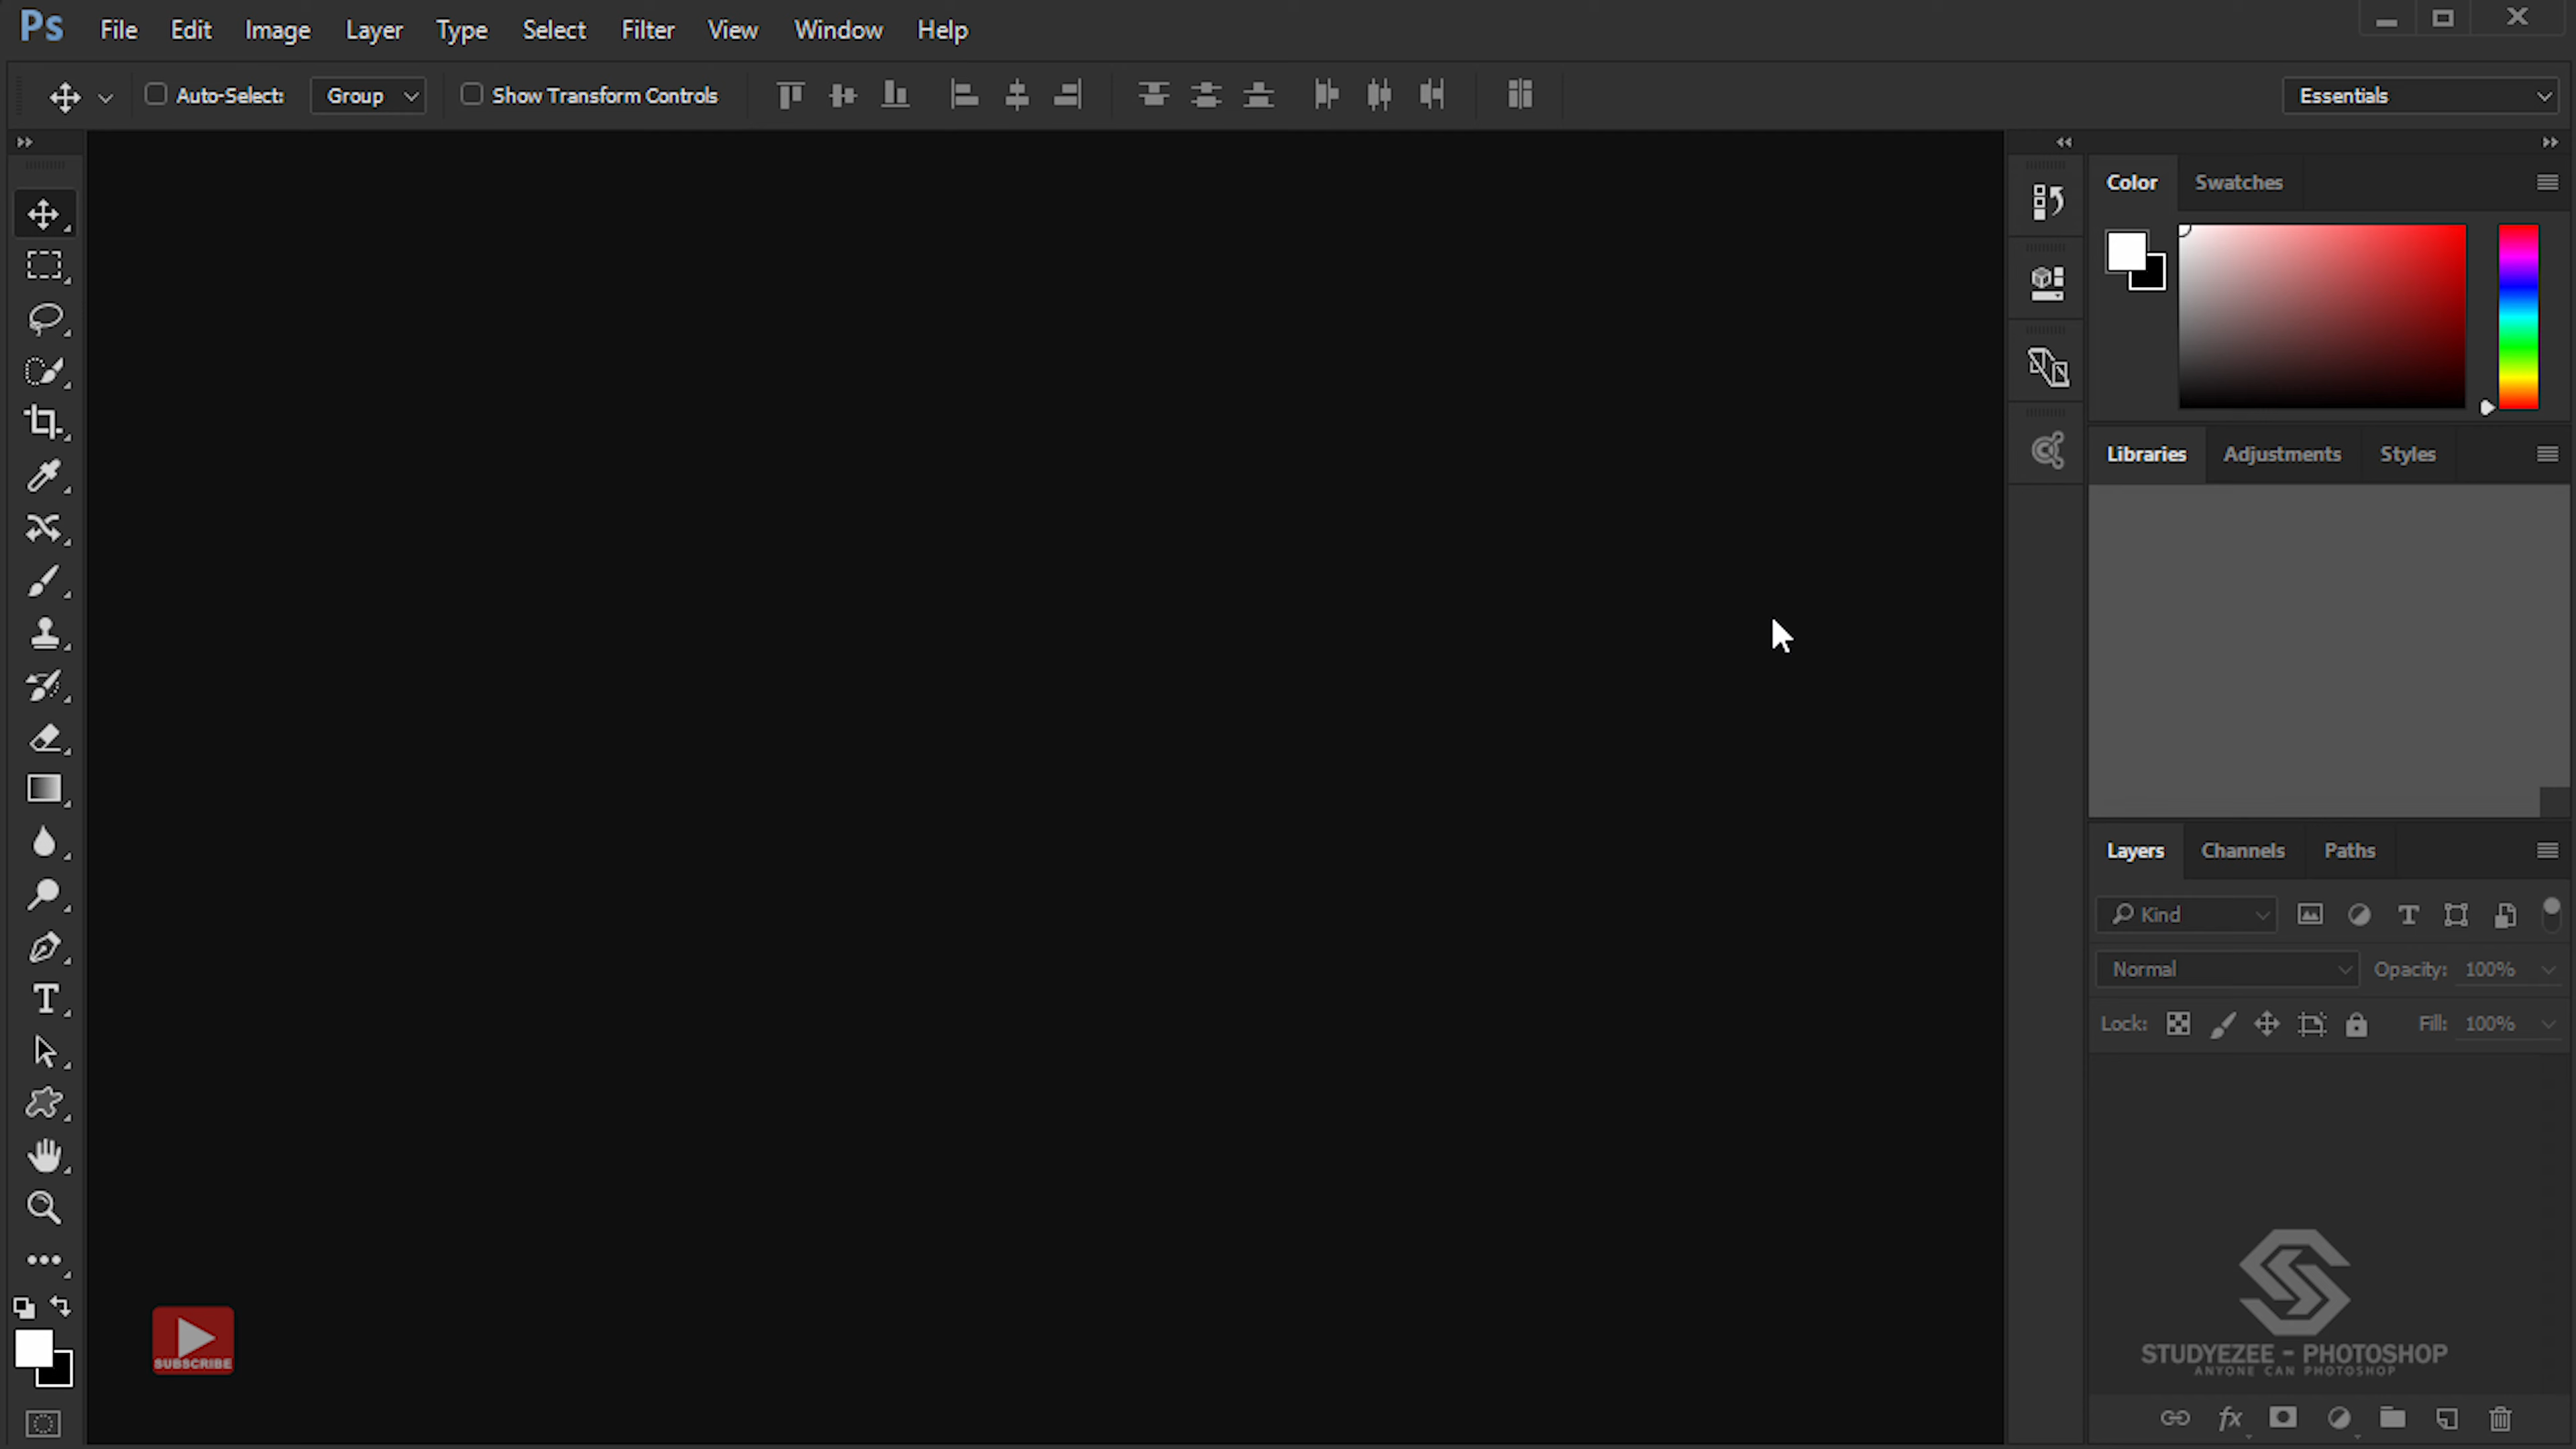 Ps File Edit Image Layer Type Select Filter View Window Help
Auto-Select: Group Show Transform Controls Essentials
Color Swatches
Libraries Adjustments Styles
Layers Channels Paths
Kind
Normal Opacity: 100%
Lock: Fill: 100%
SUBSCRIBE
STUDYEZEE - PHOTOSHOP
ANYONE CAN PHOTOSHOP
fx